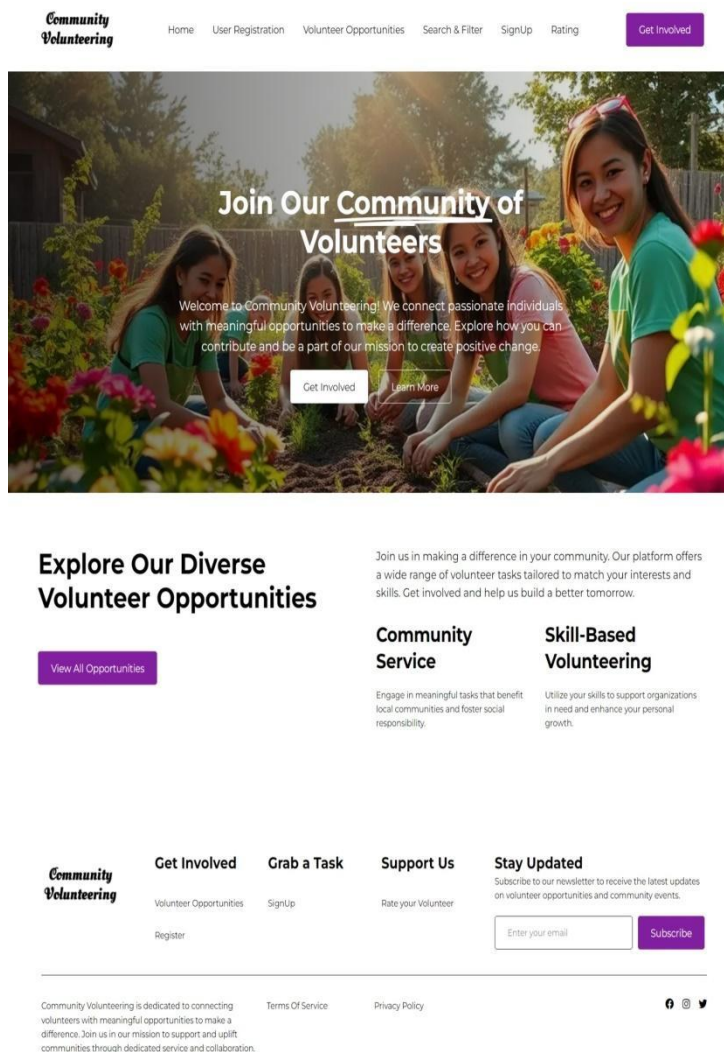 Community
Volunteering
Home User Registration Volunteer Opportunities Search & Filter SignUp Rating Get Involved
Join Our Community of
Volunteers
Welcome to Community Volunteering! We connect passionate individuals
with meaningful opportunities to make a difference. Explore how you can
contribute and be a part of our mission to create positive change.
Get Involved Learn More
Explore Our Diverse
Volunteer Opportunities
View All Opportunities
Join us in making a difference in your community. Our platform offers
a wide range of volunteer tasks tailored to match your interests and
skills. Get involved and help us build a better tomorrow.
Community
Service
Engage in meaningful tasks that benefit
local communities and foster social
responsibility.
Skill-Based
Volunteering
Utilize your skills to support organizations
in need and enhance your personal
growth.
Community
Volunteering
Get Involved
Volunteer Opportunities
Register
Grab a Task
SignUp
Support Us
Rate your Volunteer
Stay Updated
Subscribe to our newsletter to receive the latest updates
on volunteer opportunities and community events.
Enter your email Subscribe
Community Volunteering is dedicated to connecting
volunteers with meaningful opportunities to make a
difference. Join us in our mission to support and uplift
communities through dedicated service and collaboration.
Terms Of Service Privacy Policy